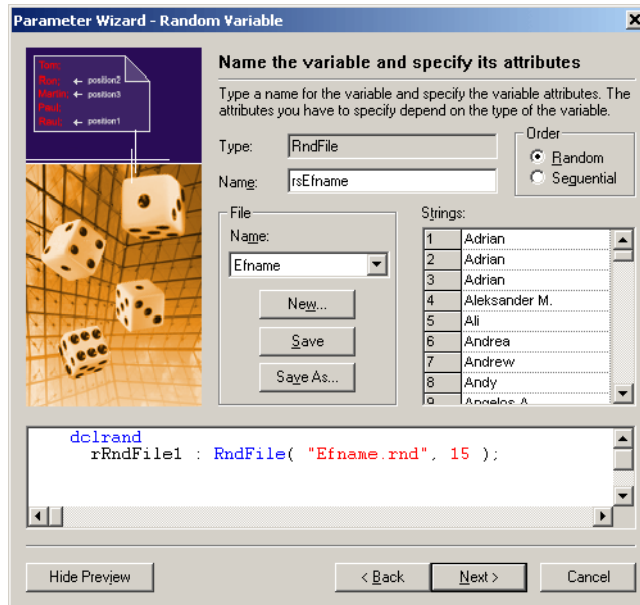 Parameter Wizard - Random Variable
Tom;
Ron; ← position2
Martin; ← position3
Paul;
Raul; ← position1
Name the variable and specify its attributes
Type a name for the variable and specify the variable attributes. The
attributes you have to specify depend on the type of the variable.
Type: RndFile
Name: rsEfname
Order
Random
Sequential
File
Name:
Efname
New...
Save
Save As...
Strings:
1 Adrian
2 Adrian
3 Adrian
4 Aleksander M.
5 Ali
6 Andrea
7 Andrew
8 Andy
9 Angelos A.
dclrand
rRndFile1 : RndFile( "Efname.rnd", 15 );
Hide Preview
< Back
Next >
Cancel